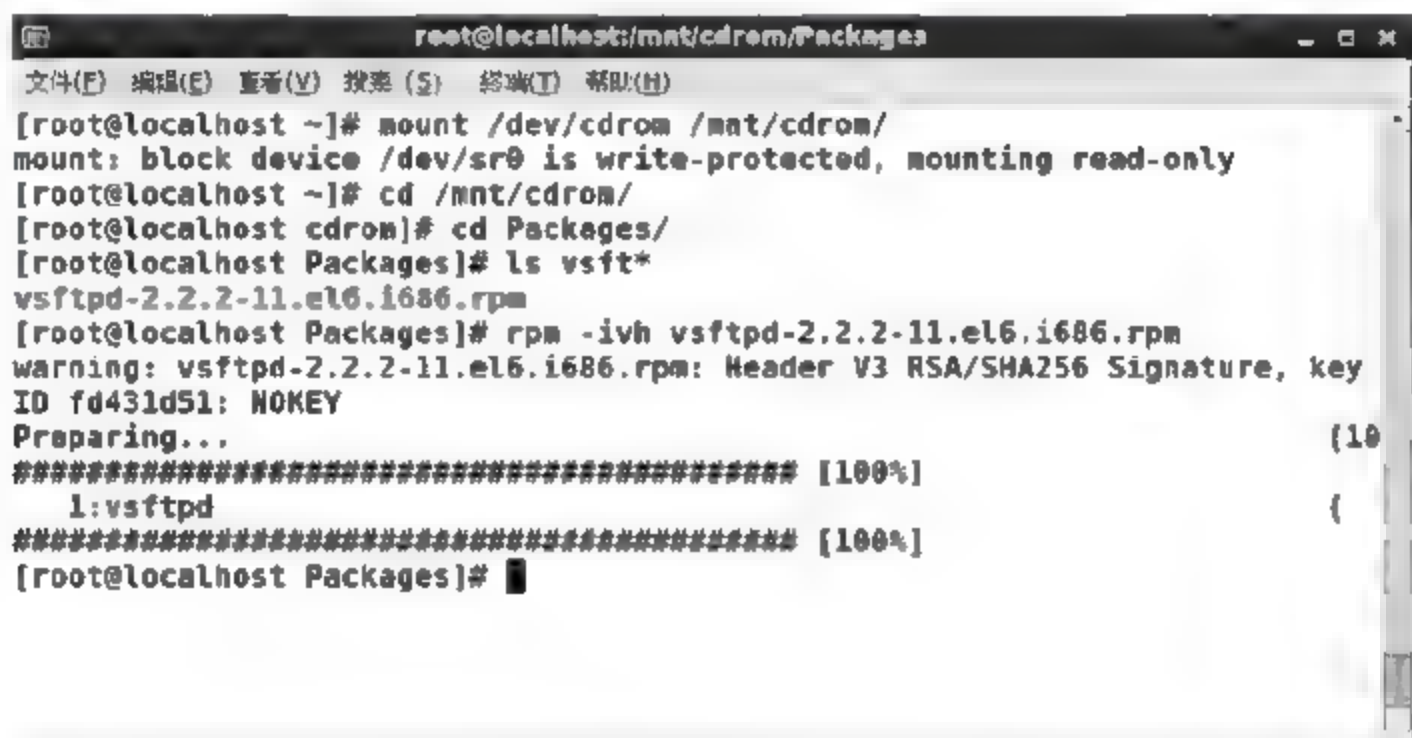 root@localhost:/mnt/cdrom/Packages
文件(F) 编辑(E) 查看(V) 搜索 (S) 终端(T) 帮助(H)
[root@localhost ~]# mount /dev/cdrom /mnt/cdrom/
mount: block device /dev/sr0 is write-protected, mounting read-only
[root@localhost ~]# cd /mnt/cdrom/
[root@localhost cdrom]# cd Packages/
[root@localhost Packages]# ls vsft*
vsftpd-2.2.2-11.el6.i686.rpm
[root@localhost Packages]# rpm -ivh vsftpd-2.2.2-11.el6.i686.rpm
warning: vsftpd-2.2.2-11.el6.i686.rpm: Header V3 RSA/SHA256 Signature, key
ID fd431d51: NOKEY
Preparing... (10
########################################### [100%]
1:vsftpd (
########################################### [100%]
[root@localhost Packages]#